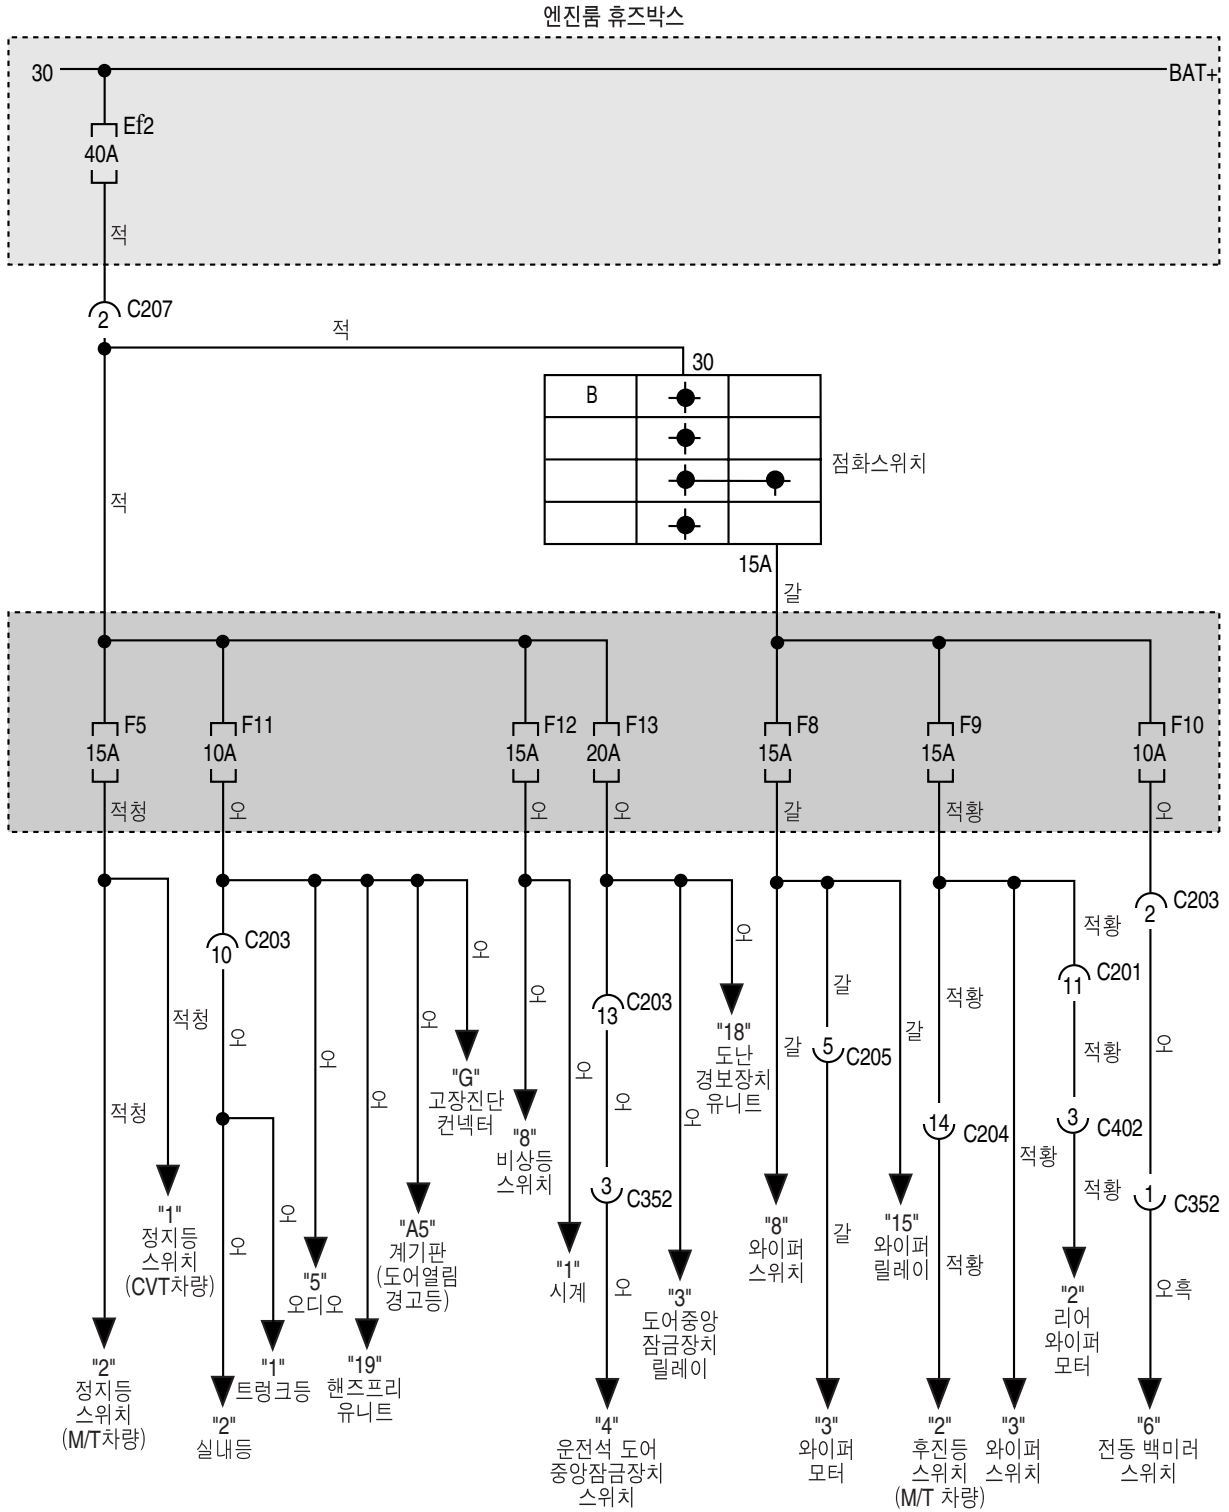 엔진룸 휴즈박스
30
BAT+
Ef2
40A
적
C207
2
적
30
B
점화스위치
적
15A
갈
F5
F11
F12
F13
F8
F9
F10
15A
10A
15A
20A
15A
15A
10A
적청
오
오
오
갈
적황
오
C203
2
적황
C203
10
오
오
C201
11
C203
13
오
갈
적황
적청
오
오
오
"18"
도난
경보장치
유니트
갈
5
C205
갈
적황
오
"G"
고장진단
컨넥터
오
오
오
오
적청
"8"
비상등
스위치
14
C204
3
C402
적황
3
C352
적황
1
C352
"1"
정지등
스위치
(CVT차량)
오
오
"A5"
계기판
(도어열림
경고등)
"8"
와이퍼
스위치
갈
"15"
와이퍼
릴레이
적황
"5"
오디오
"1"
시계
오
"3"
도어중앙
잠금장치
릴레이
"2"
리어
와이퍼
모터
오흑
"2"
정지등
스위치
(M/T차량)
"1"
트렁크등
"19"
핸즈프리
유니트
"2"
실내등
"4"
운전석 도어
중앙잠금장치
스위치
"3"
와이퍼
모터
"2"
후진등
스위치
(M/T 차량)
"3"
와이퍼
스위치
"6"
전동 백미러
스위치